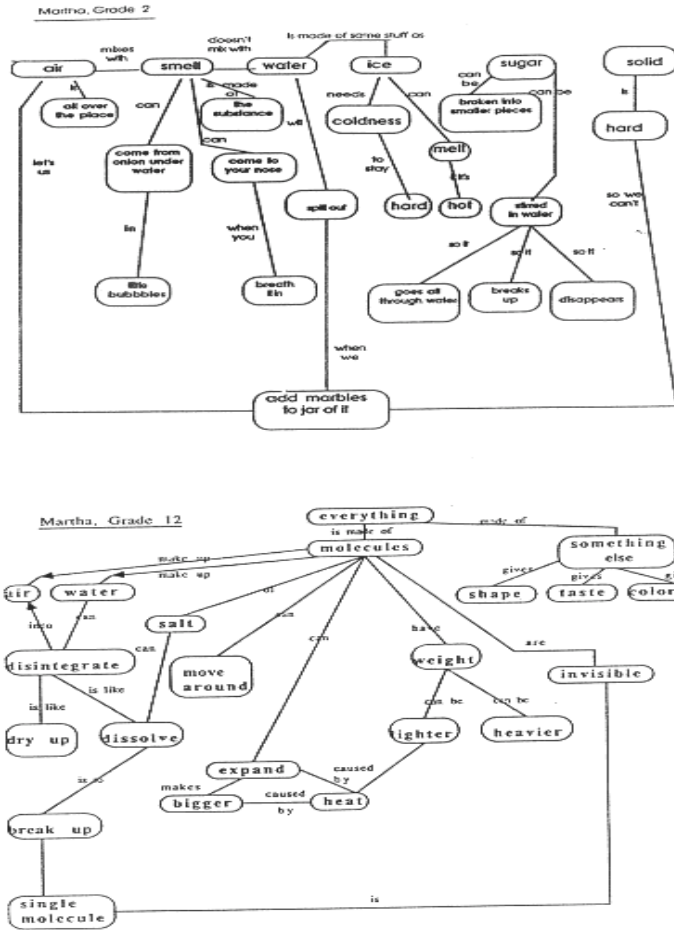 Martha, Grade 2
mixes
with
doesn't
mix with
is made of same stuff as
air
smell
water
ice
sugar
solid
is
all over
the place
can
is made
of
the
substance
can
will
needs
can
can
be
broken into
smaller pieces
can be
is
hard
coldness
melt
let's
us
come from
onion under
water
come to
your nose
to
stay
spill out
hard
hot
stirred
in water
so we
can't
in
when
you
so it
so it
so it
little
bubbbles
breath
it in
goes all
through water
breaks
up
disappears
when
we
add marbles
to jar of it
Martha, Grade 12
everything
is made of
made of
molecules
something
else
make up
make up
air
water
of
salt
can
can
have
are
gives
gives
shape
taste
color
into
can
can
disintegrate
move
around
weight
invisible
is like
is like
can be
can be
dry up
dissolve
lighter
heavier
expand
caused
by
makes
bigger
caused
by
heat
break up
single
molecule
is